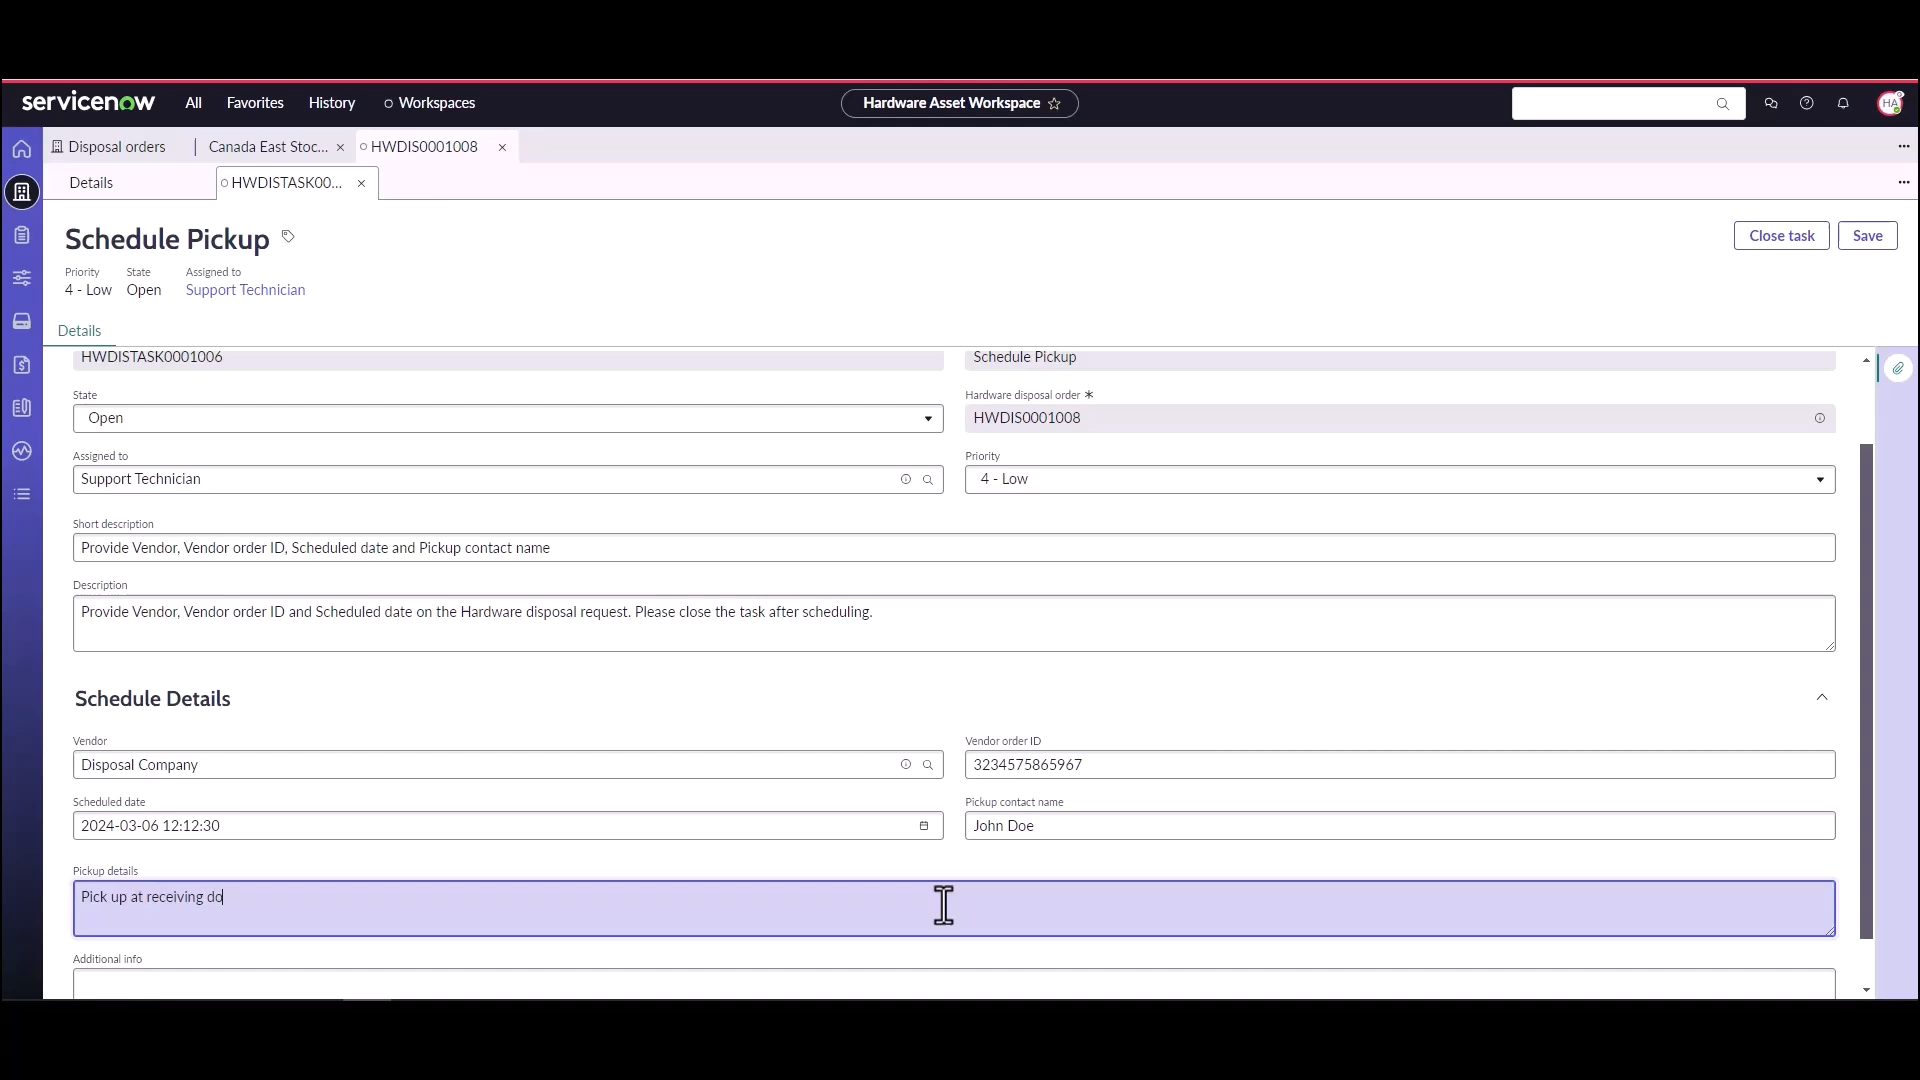 servicenow All Favorites History Workspaces Hardware Asset Workspace HA
Disposal orders Canada East Stoc... HWDIS0001008
Details HWDISTASK00...
Schedule Pickup Close task Save
Priority State Assigned to
4 - Low Open Support Technician
Details
HWDISTASK0001006 Schedule Pickup
State Hardware disposal order *
Open HWDIS0001008
Assigned to Priority
Support Technician 4 - Low
Short description
Provide Vendor, Vendor order ID, Scheduled date and Pickup contact name
Description
Provide Vendor, Vendor order ID and Scheduled date on the Hardware disposal request. Please close the task after scheduling.
Schedule Details
Vendor Vendor order ID
Disposal Company 3234575865967
Scheduled date Pickup contact name
2024-03-06 12:12:30 John Doe
Pickup details
Pick up at receiving do
Additional info